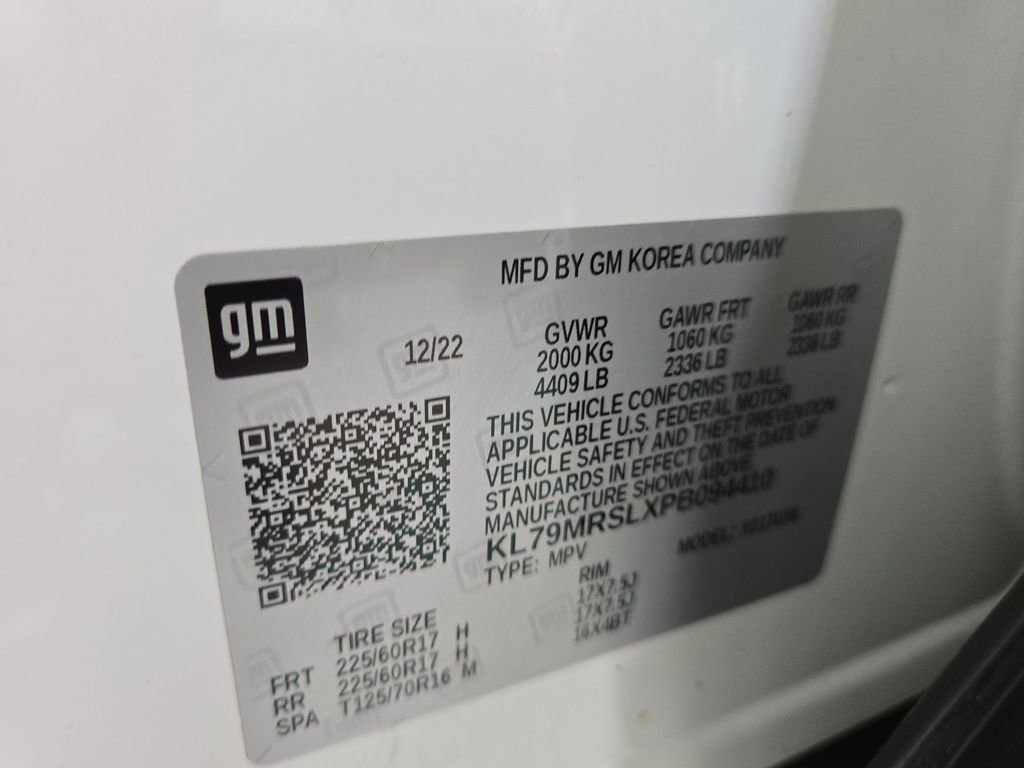 MFD BY GM KOREA COMPANY
gm
12/22
GVWR GAWR FRT GAWR RR
2000 KG 1060 KG 1060 KG
4409 LB 2336 LB 2336 LB
THIS VEHICLE CONFORMS TO ALL
APPLICABLE U.S. FEDERAL MOTOR
VEHICLE SAFETY AND THEFT PREVENTION
STANDARDS IN EFFECT ON THE DATE OF
MANUFACTURE SHOWN ABOVE.
KL79MRSLXPB094410
TYPE: MPV MODEL:
TIRE SIZE RIM
FRT 225/60R17 H 17X7.5J
RR 225/60R17 H 17X7.5J
SPA T125/70R16 M 16X4BT